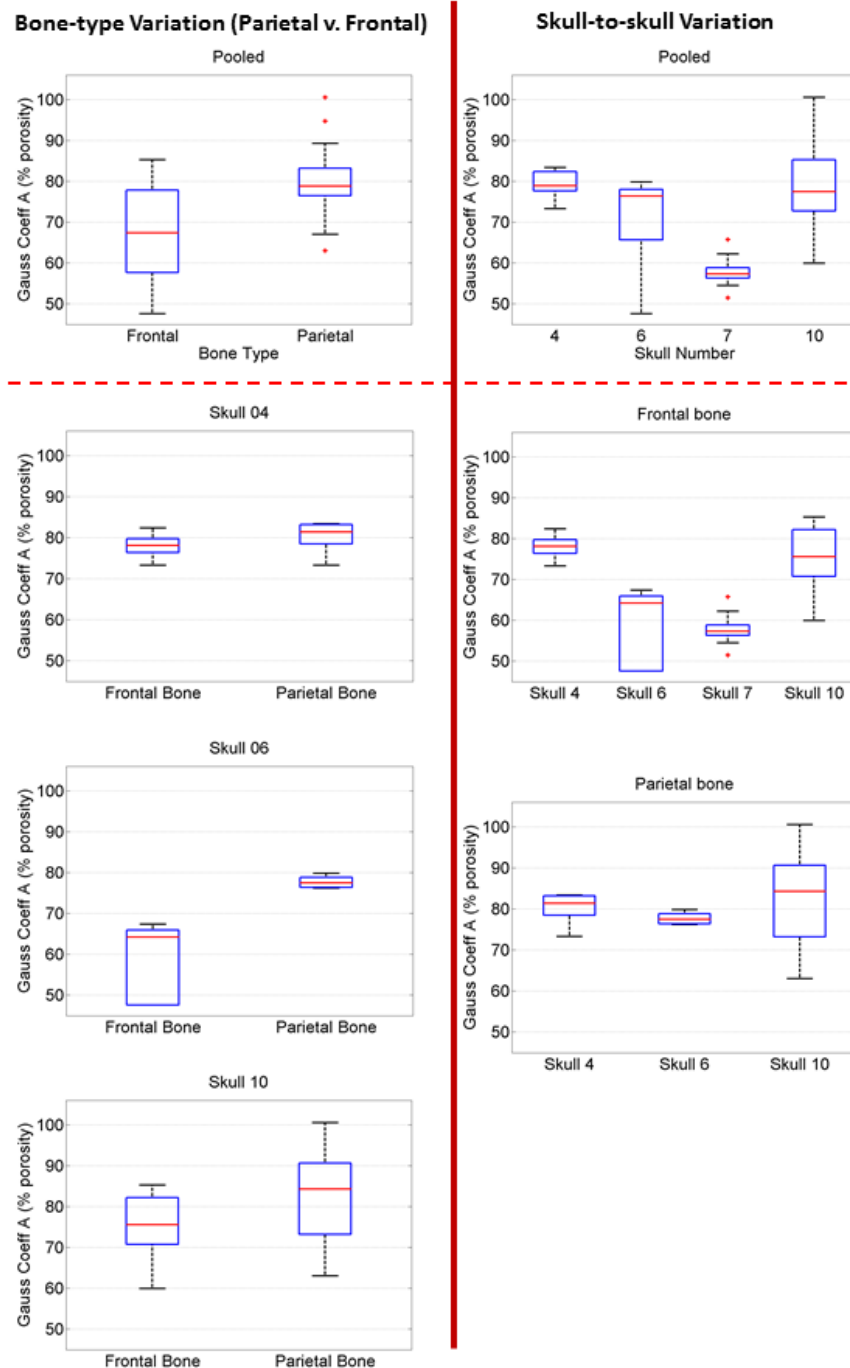 Bone-type Variation (Parietal v. Frontal)
Pooled
Gauss Coeff A (% porosity)
100
90
80
70
60
50
Frontal Parietal
Bone Type
Skull 04
Gauss Coeff A (% porosity)
100
90
80
70
60
50
Frontal Bone Parietal Bone
Skull 06
Gauss Coeff A (% porosity)
100
90
80
70
60
50
Frontal Bone Parietal Bone
Skull 10
Gauss Coeff A (% porosity)
100
90
80
70
60
50
Frontal Bone Parietal Bone
Skull-to-skull Variation
Pooled
Gauss Coeff A (% porosity)
100
90
80
70
60
50
4 6 7 10
Skull Number
Frontal bone
Gauss Coeff A (% porosity)
100
90
80
70
60
50
Skull 4 Skull 6 Skull 7 Skull 10
Parietal bone
Gauss Coeff A (% porosity)
100
90
80
70
60
50
Skull 4 Skull 6 Skull 10